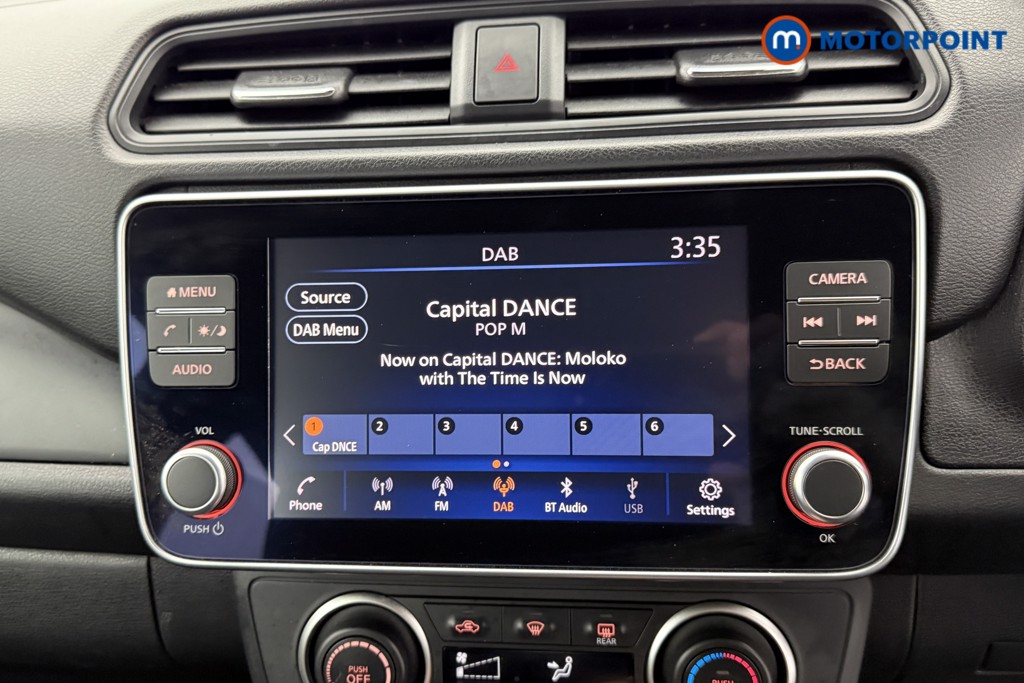 m MOTORPOINT
DAB
3:35
MENU
AUDIO
Source
DAB Menu
Capital DANCE
POP M
Now on Capital DANCE: Moloko
with The Time Is Now
CAMERA
BACK
VOL
PUSH
TUNE·SCROLL
OK
1 2 3 4 5 6
Cap DNCE
Phone AM FM DAB BT Audio USB Settings
REAR
PUSH
OFF
PUSH